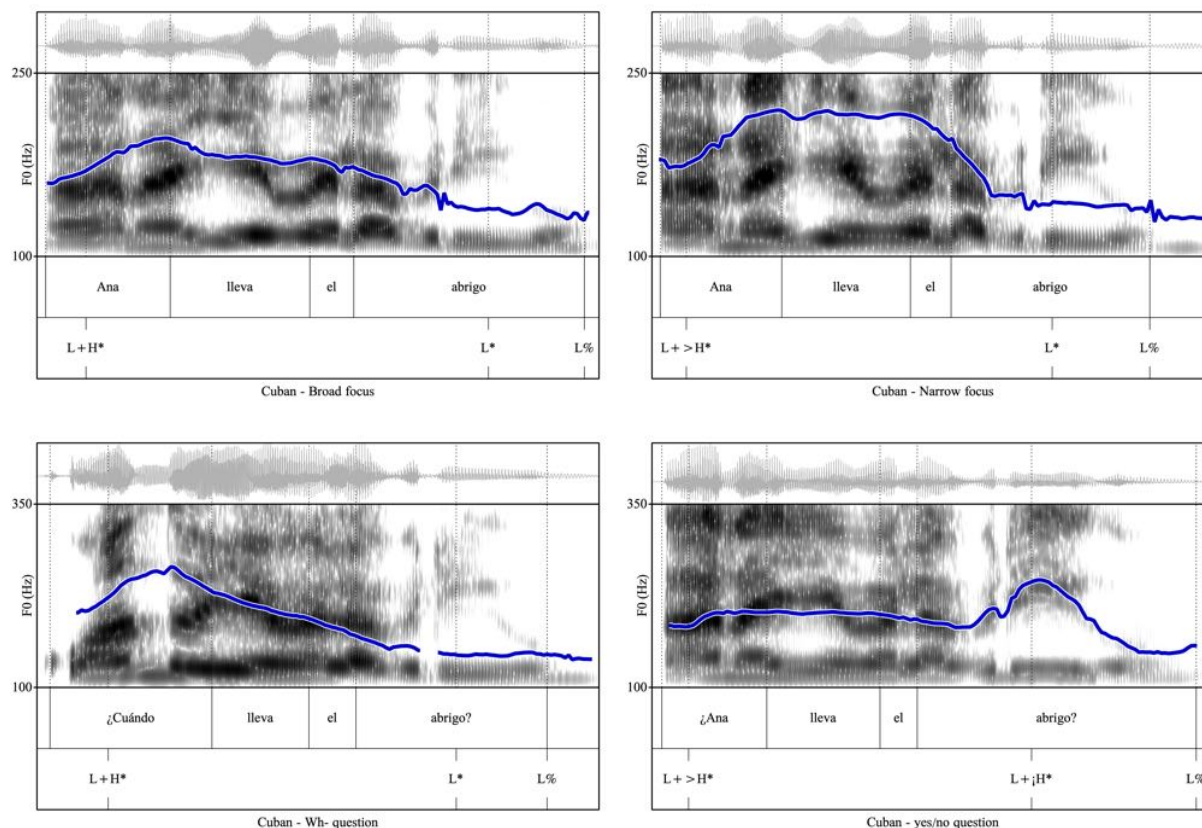 250
F0 (Hz)
100
Ana lleva el abrigo
L+H* L* L%
Cuban - Broad focus
250
F0 (Hz)
100
Ana lleva el abrigo
L+>H* L* L%
Cuban - Narrow focus
350
F0 (Hz)
100
¿Cuándo lleva el abrigo?
L+H* L* L%
Cuban - Wh- question
350
F0 (Hz)
100
¿Ana lleva el abrigo?
L+>H* L+¡H* L%
Cuban - yes/no question